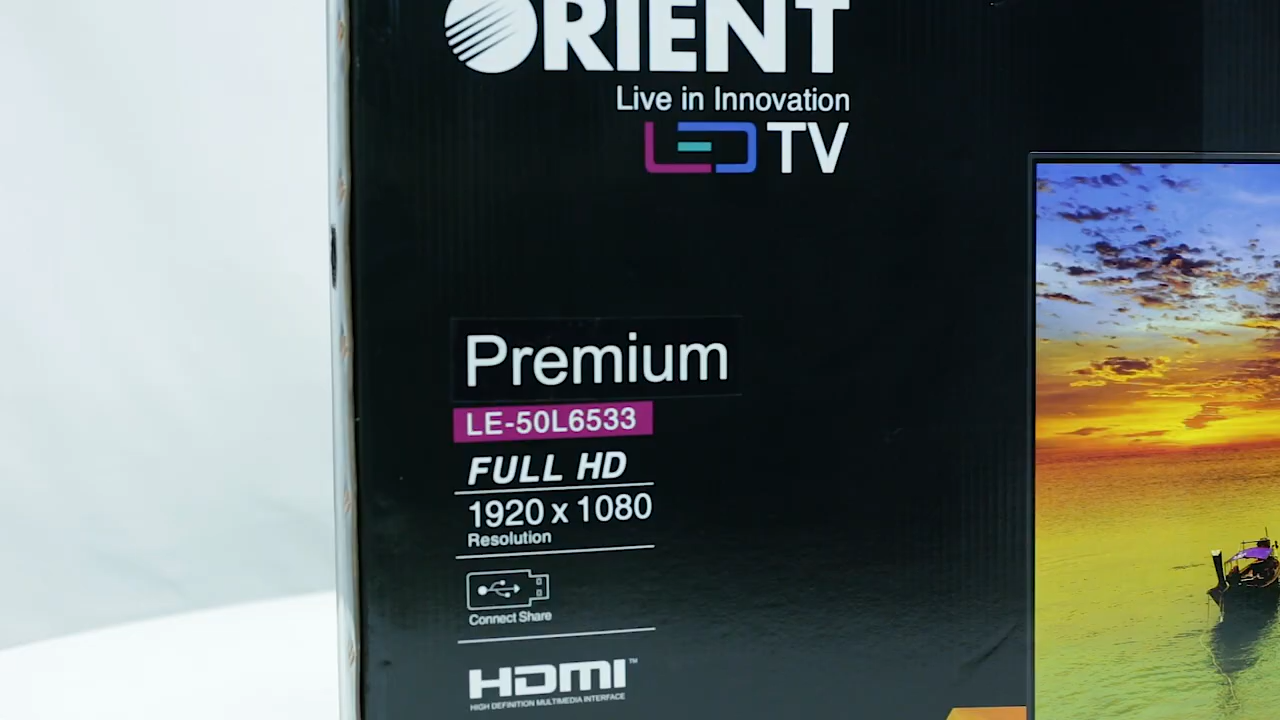 ORIENT
Live in Innovation
LED TV
Premium
LE-50L6533
FULL HD
1920 x 1080
Resolution
Connect Share
HDMI™
HIGH DEFINITION MULTIMEDIA INTERFACE